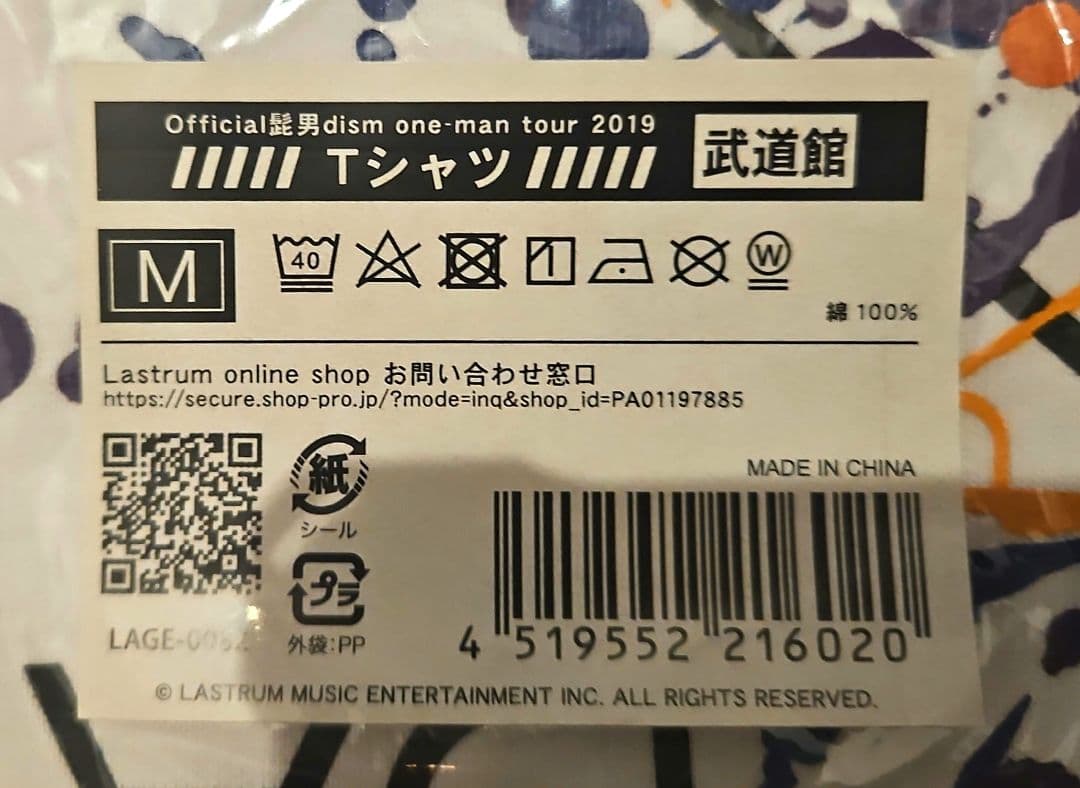 Official髭男dism one-man tour 2019
Tシャツ
武道館
M
40
W
綿 100%
Lastrum online shop お問い合わせ窓口
https://secure.shop-pro.jp/?mode=inq&shop_id=PA01197885
MADE IN CHINA
紙
シール
プラ
外袋:PP
4 519552 216020
© LASTRUM MUSIC ENTERTAINMENT INC. ALL RIGHTS RESERVED.